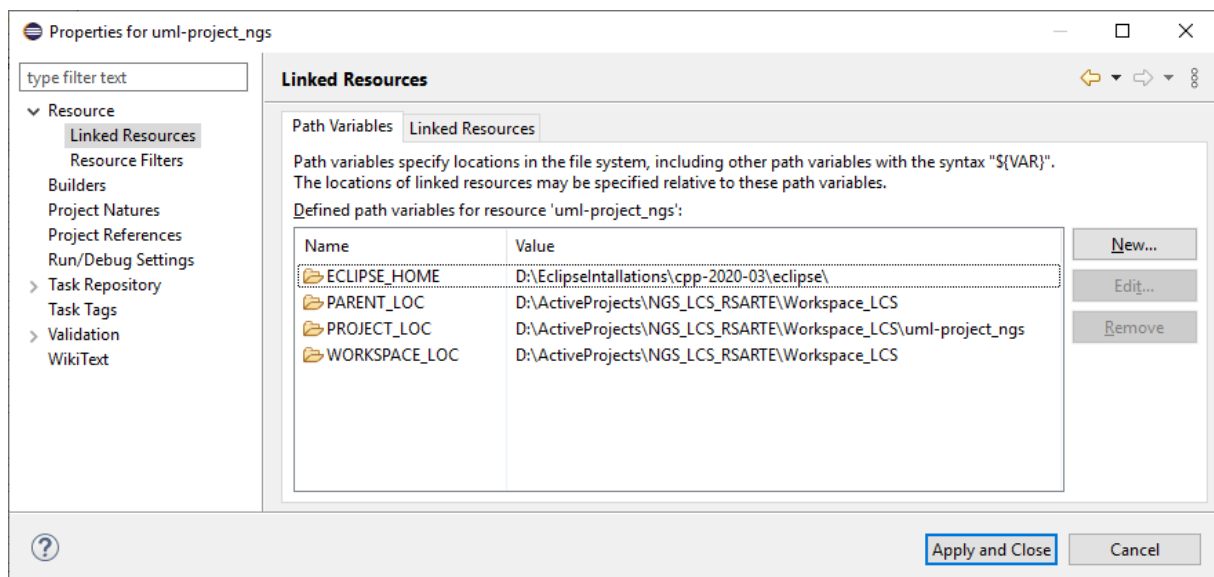 Properties for uml-project_ngs
type filter text
Resource
Linked Resources
Resource Filters
Builders
Project Natures
Project References
Run/Debug Settings
Task Repository
Task Tags
Validation
WikiText
Linked Resources
Path Variables Linked Resources
Path variables specify locations in the file system, including other path variables with the syntax "${VAR}".
The locations of linked resources may be specified relative to these path variables.
Defined path variables for resource 'uml-project_ngs':
Name Value
ECLIPSE_HOME D:\EclipseIntallations\cpp-2020-03\eclipse\
PARENT_LOC D:\ActiveProjects\NGS_LCS_RSARTE\Workspace_LCS
PROJECT_LOC D:\ActiveProjects\NGS_LCS_RSARTE\Workspace_LCS\uml-project_ngs
WORKSPACE_LOC D:\ActiveProjects\NGS_LCS_RSARTE\Workspace_LCS
New...
Edit...
Remove
? Apply and Close Cancel